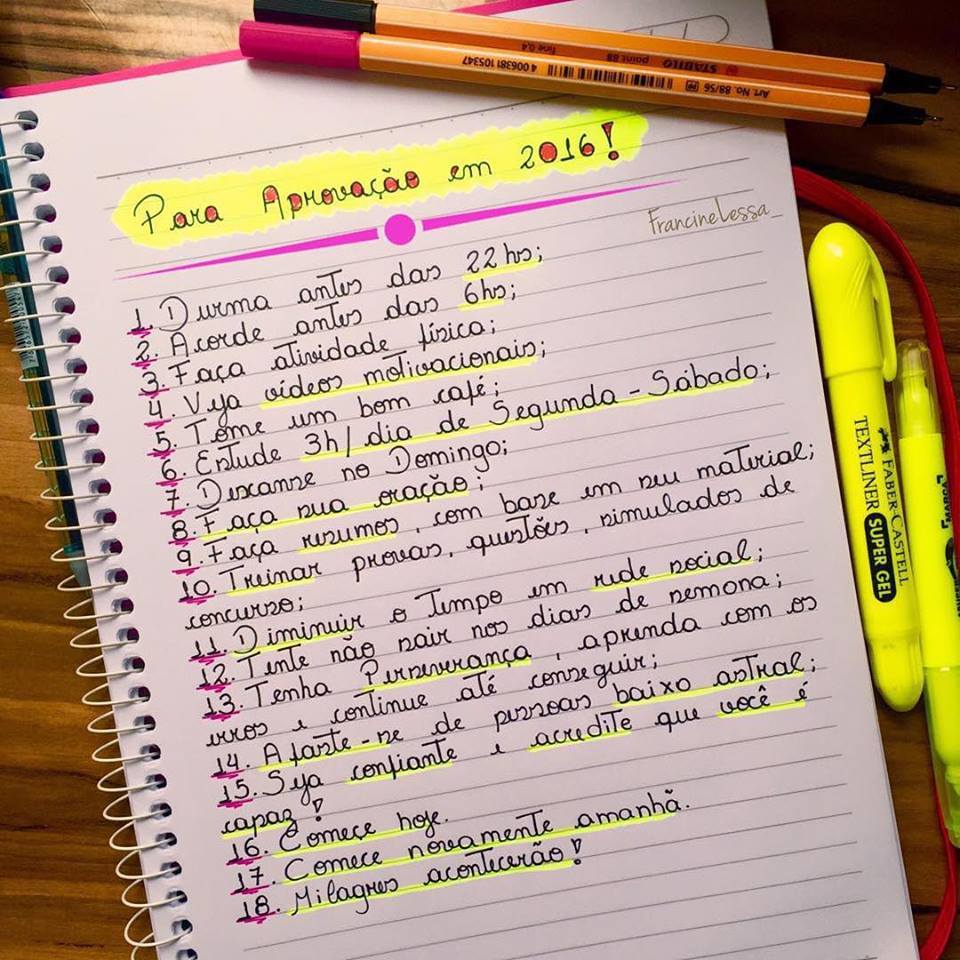 STABILO point 88 fine 0,4
Art. No. 88/56 4 006381 105347
Para Aprovação em 2016!
FrancineLessa_
1. Durma antes das 22hs;
2. Acorde antes das 6hs;
3. Faça atividade física;
4. Veja vídeos motivacionais;
5. Tome um bom café;
6. Estude 3h/dia de Segunda - Sábado;
7. Descanse no Domingo;
8. Faça sua oração;
9. Faça resumos, com base em seu material;
10. Treinar provas, questões, simulados de
concurso;
11. Diminuir o Tempo em rede social;
12. Tente não sair nos dias de semana;
13. Tenha Perseverança, aprenda com os
erros e continue até conseguir;
14. Afaste-se de pessoas baixo astral;
15. Seja confiante e acredite que você é
capaz!
16. Comece hoje.
17. Comece novamente amanhã.
18. Milagres acontecerão!
FABER-CASTELL
TEXTLINER SUPER GEL